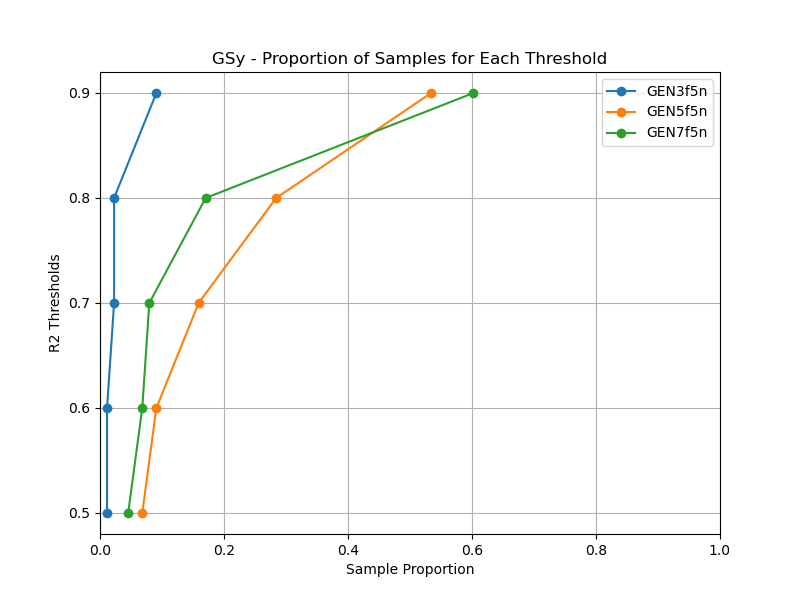 GSy - Proportion of Samples for Each Threshold
GEN3f5n
GEN5f5n
GEN7f5n
R2 Thresholds
0.9
0.8
0.7
0.6
0.5
0.0 0.2 0.4 0.6 0.8 1.0
Sample Proportion